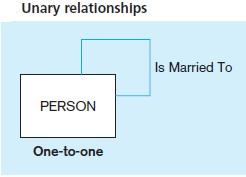 Unary relationships
Is Married To
PERSON
One-to-one